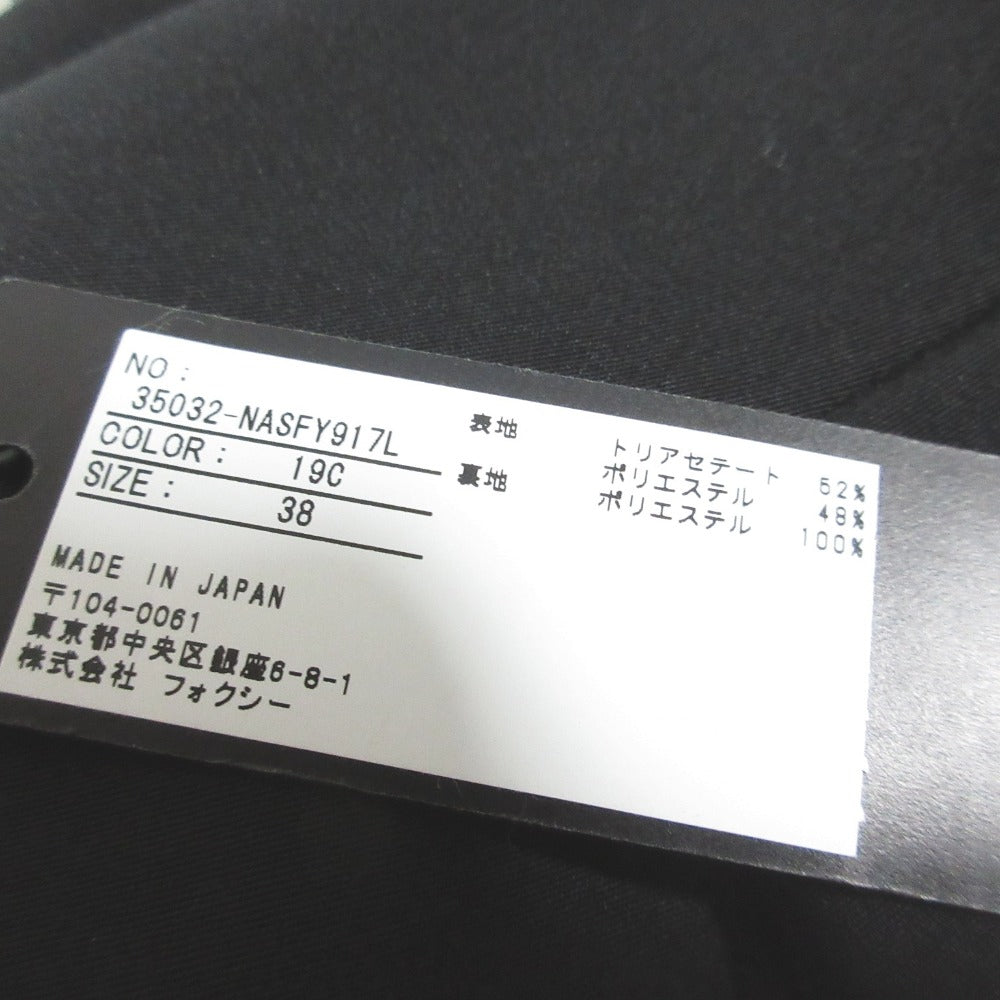 NO :
35032-NASFY917L
COLOR : 19C
SIZE : 38
表地 トリアセテート 52%
ポリエステル 48%
裏地 ポリエステル 100%
MADE IN JAPAN
〒104-0061
東京都中央区銀座6-8-1
株式会社 フォクシー